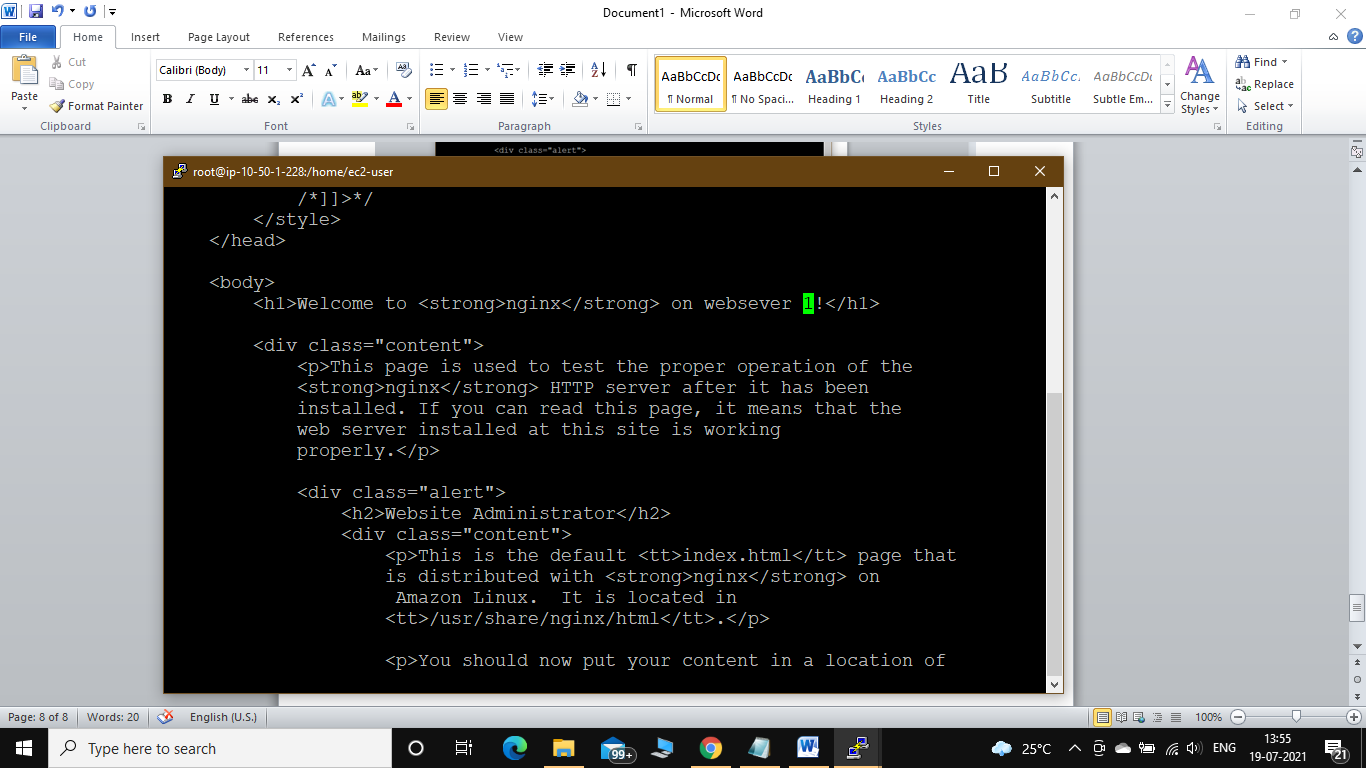 Document1 - Microsoft Word
File Home Insert Page Layout References Mailings Review View
Paste
Cut
Copy
Format Painter
Clipboard
Calibri (Body) 11
Font
Paragraph
AaBbCcDc AaBbCcDc AaBbCc AaBbCc AaBb AaBbCc. AaBbCcDc
¶ Normal ¶ No Spaci... Heading 1 Heading 2 Title Subtitle Subtle Em...
Change Styles
Styles
Find
Replace
Select
Editing
<div class="alert">
root@ip-10-50-1-228:/home/ec2-user
/*]]>*/
</style>
</head>
<body>
<h1>Welcome to <strong>nginx</strong> on websever 1!</h1>
<div class="content">
<p>This page is used to test the proper operation of the
<strong>nginx</strong> HTTP server after it has been
installed. If you can read this page, it means that the
web server installed at this site is working
properly.</p>
<div class="alert">
<h2>Website Administrator</h2>
<div class="content">
<p>This is the default <tt>index.html</tt> page that
is distributed with <strong>nginx</strong> on
Amazon Linux.  It is located in
<tt>/usr/share/nginx/html</tt>.</p>
<p>You should now put your content in a location of
Page: 8 of 8 Words: 20 English (U.S.) 100%
Type here to search
99+
25°C ENG
13:55
19-07-2021
21